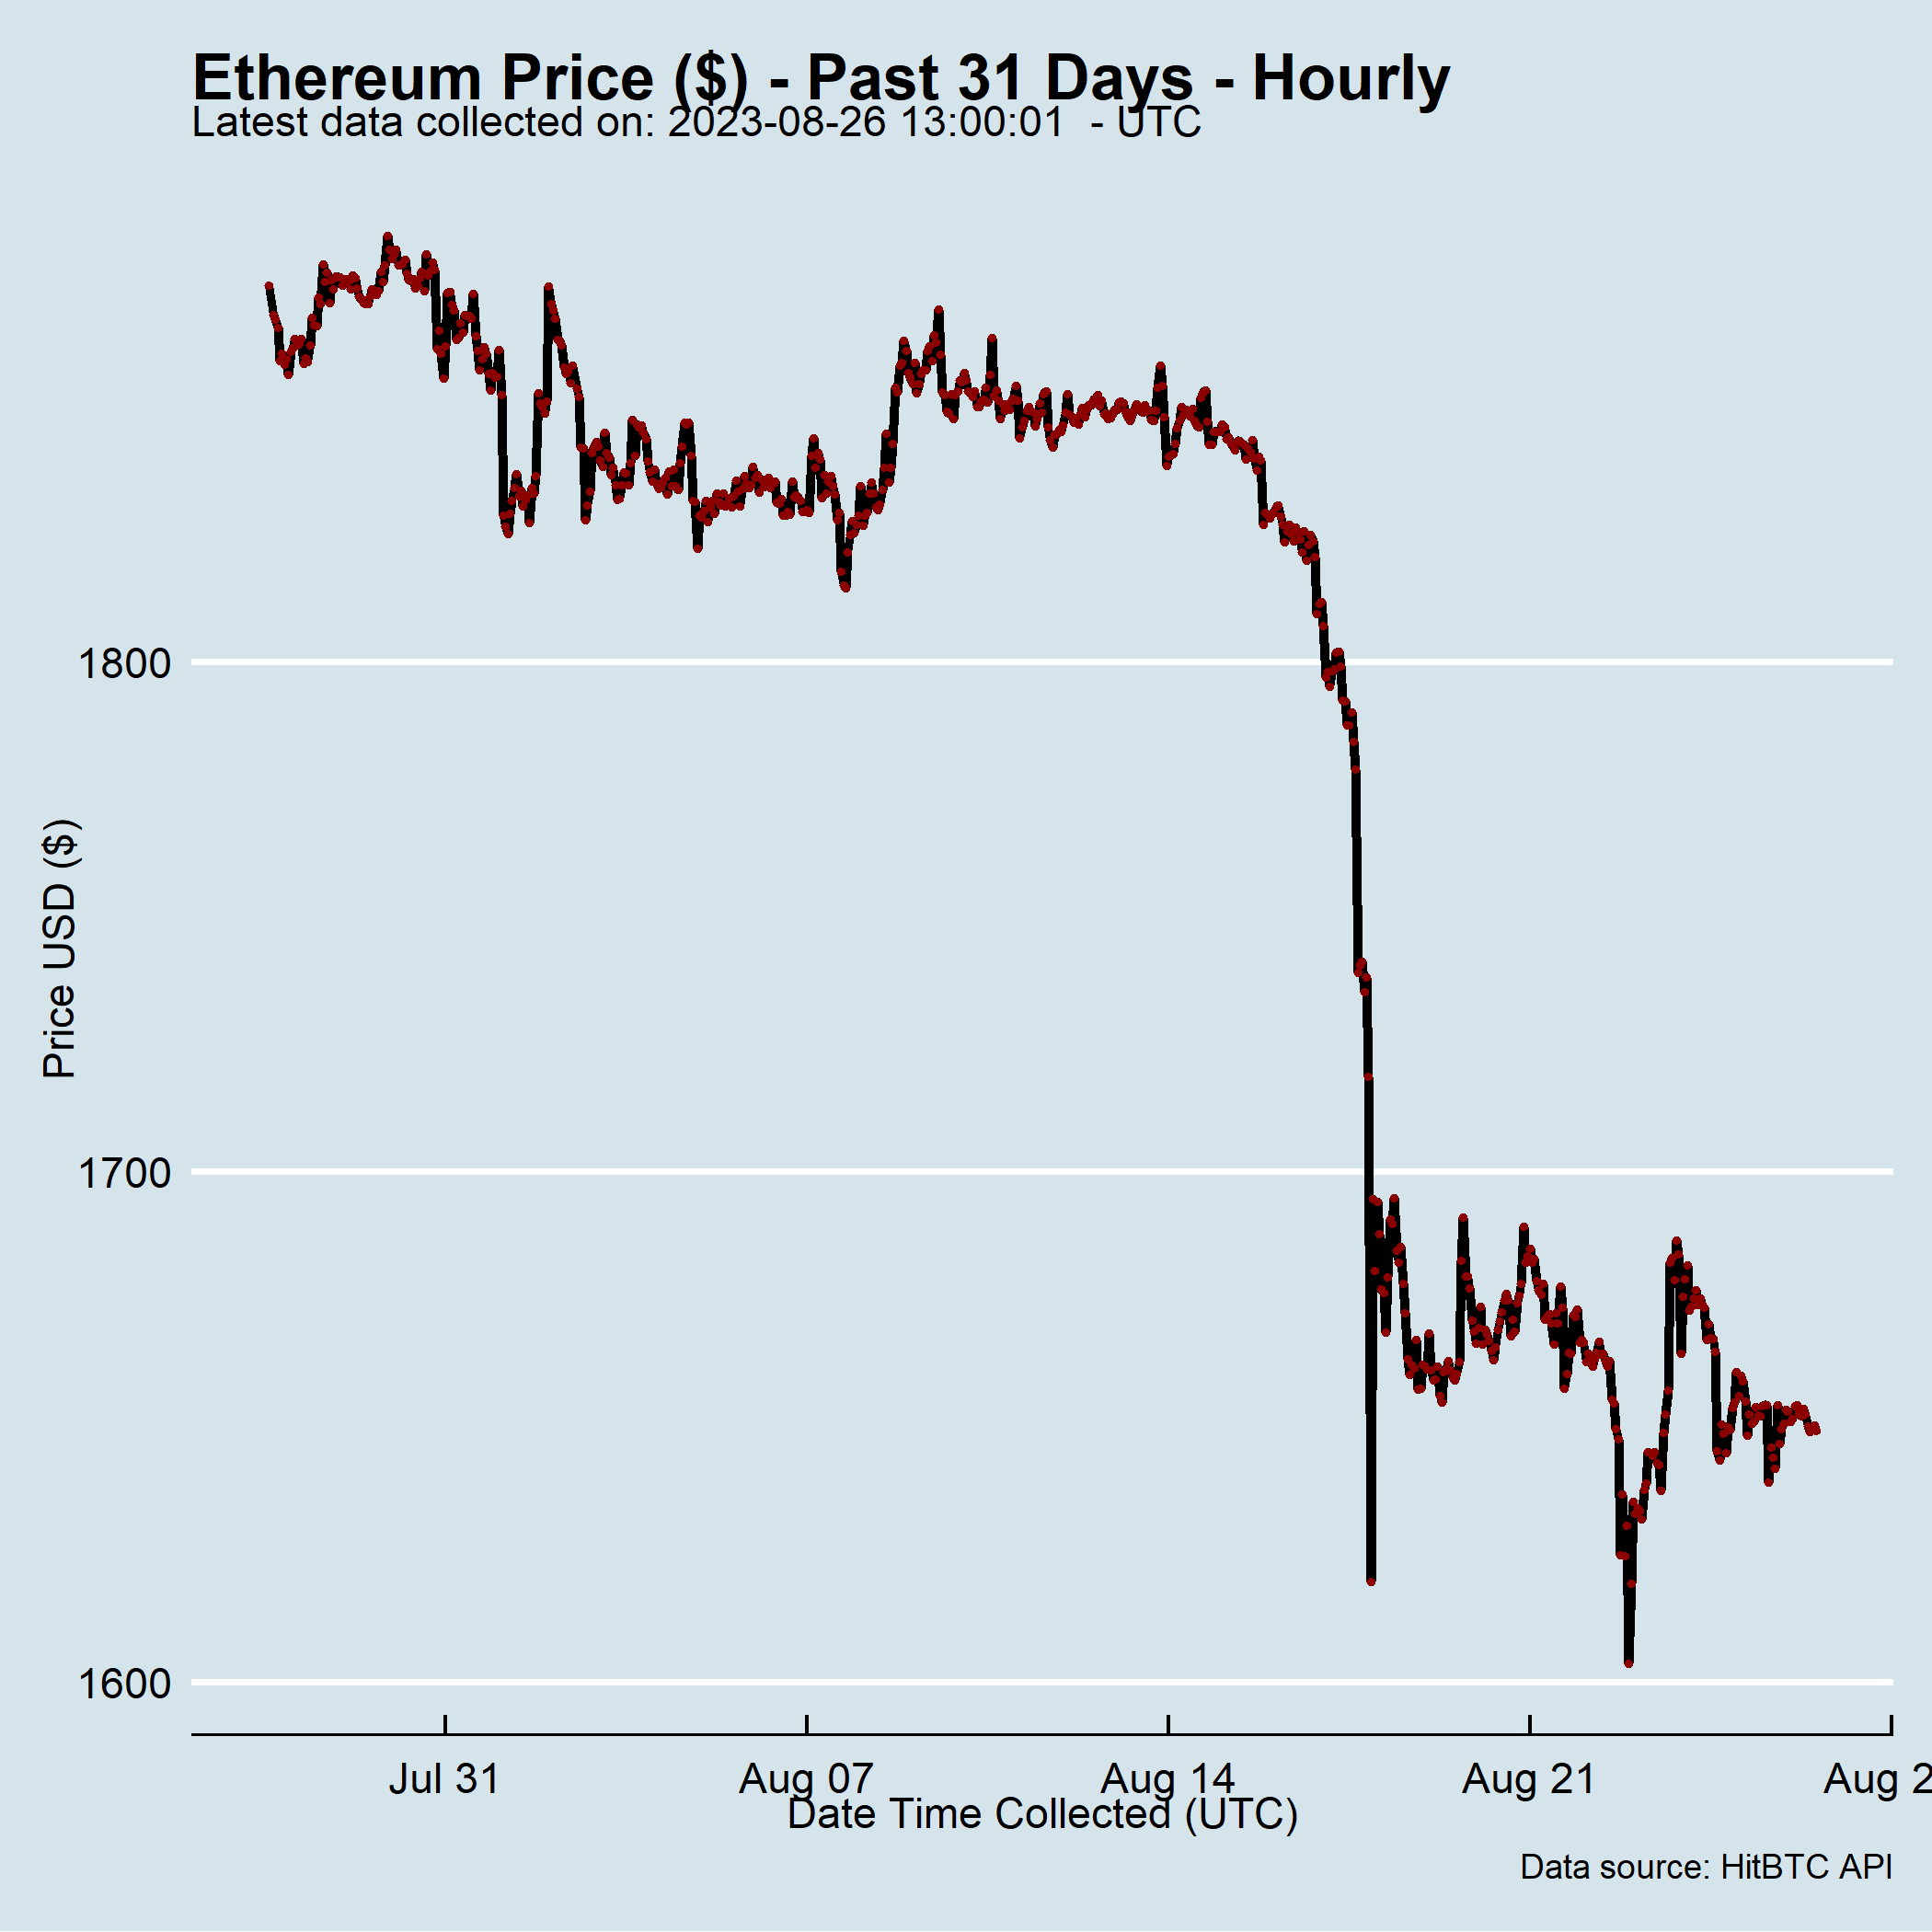 Ethereum Price ($) - Past 31 Days - Hourly
Latest data collected on: 2023-08-26 13:00:01  - UTC
1800
1700
1600
Price USD ($)
Jul 31
Aug 07
Aug 14
Aug 21
Aug 2
Date Time Collected (UTC)
Data source: HitBTC API